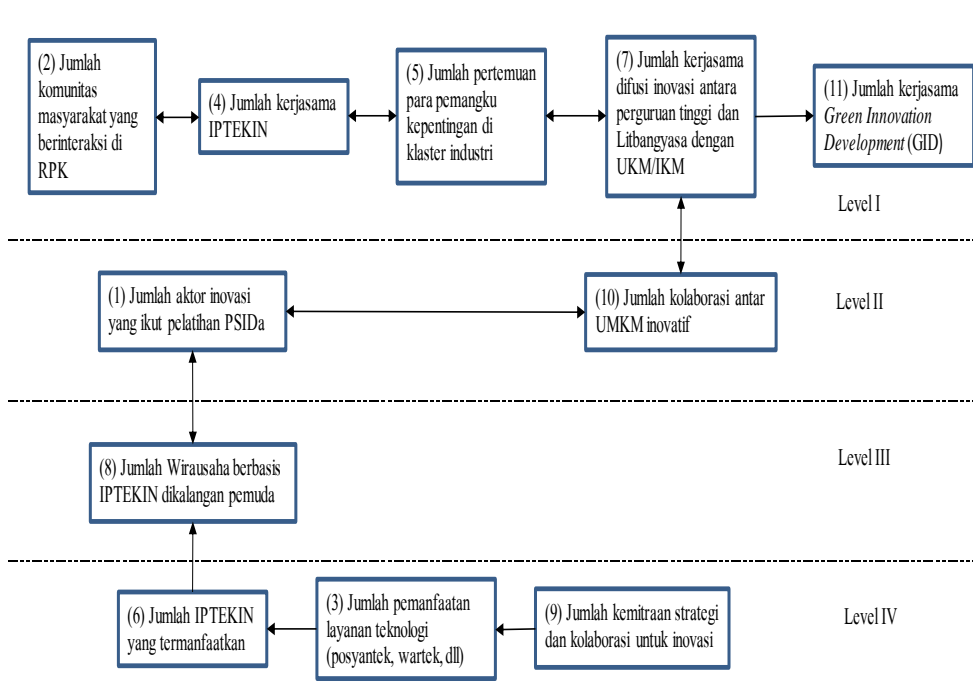 (2) Jumlah
komunitas
masyarakat yang
berinteraksi di
RPK
(4) Jumlah kerjasama
IPTEKIN
(5) Jumlah pertemuan
para pemangku
kepentingan di
klaster industri
(7) Jumlah kerjasama
difusi inovasi antara
perguruan tinggi dan
Litbangyasa dengan
UKM/IKM
(11) Jumlah kerjasama
Green Innovation
Development (GID)
Level I
(1) Jumlah aktor inovasi
yang ikut pelatihan PSIDa
(10) Jumlah kolaborasi antar
UMKM inovatif
Level II
(8) Jumlah Wirausaha berbasis
IPTEKIN dikalangan pemuda
Level III
(6) Jumlah IPTEKIN
yang termanfaatkan
(3) Jumlah pemanfaatan
layanan teknologi
(posyantek, wartek, dll)
(9) Jumlah kemitraan strategi
dan kolaborasi untuk inovasi
Level IV